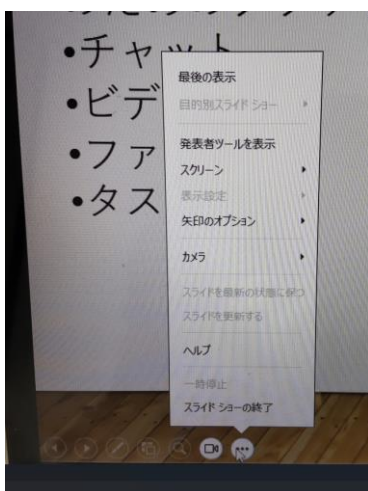 •チャット
•ビデ
•ファ
•タス
最後の表示
目的別スライド ショー
発表者ツールを表示
スクリーン
表示設定
矢印のオプション
カメラ
スライドを最新の状態に保つ
スライドを更新する
ヘルプ
一時停止
スライド ショーの終了